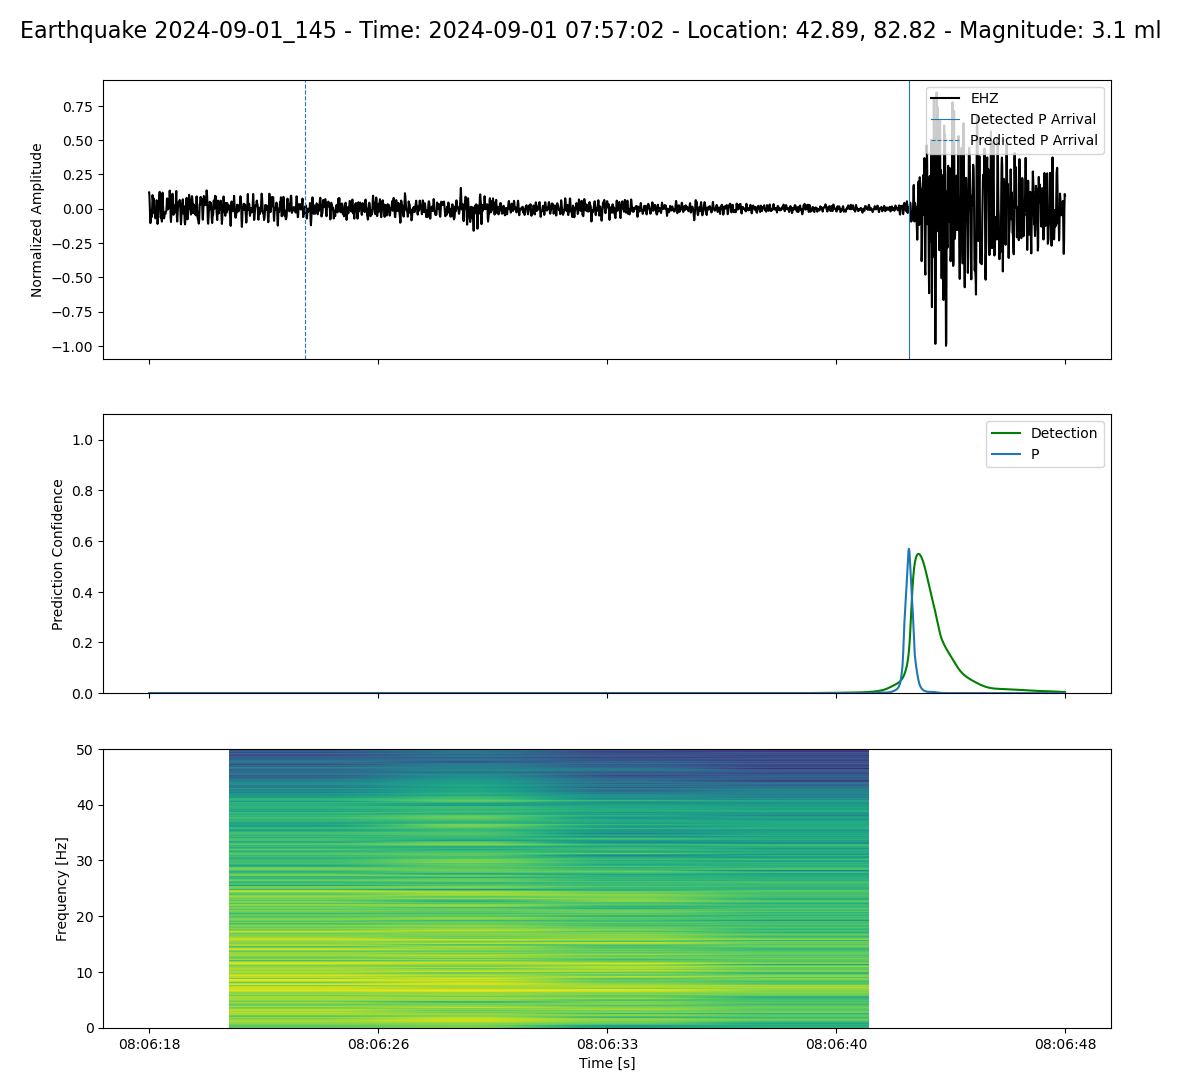 Earthquake 2024-09-01_145 - Time: 2024-09-01 07:57:02 - Location: 42.89, 82.82 - Magnitude: 3.1 ml
EHZ
Detected P Arrival
Predicted P Arrival
Normalized Amplitude
0.75
0.50
0.25
0.00
−0.25
−0.50
−0.75
−1.00
Detection
P
Prediction Confidence
1.0
0.8
0.6
0.4
0.2
0.0
Frequency [Hz]
50
40
30
20
10
0
08:06:18
08:06:26
08:06:33
08:06:40
08:06:48
Time [s]